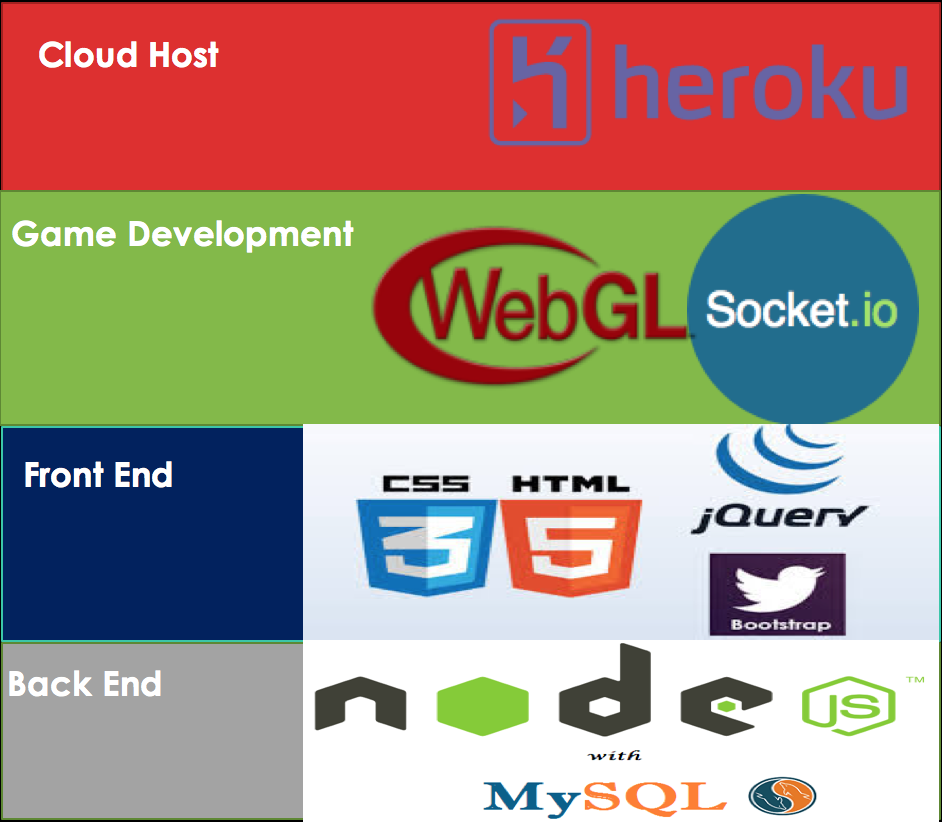 Cloud Host
heroku
Game Development
WebGL
Socket.io
Front End
CSS
3
HTML
5
jQuery
Bootstrap
Back End
node
JS
TM
with
MySQL